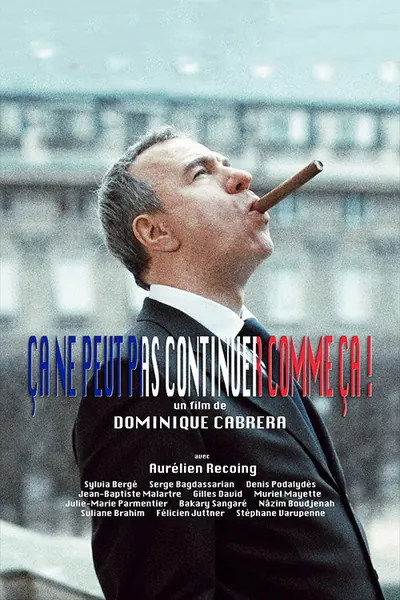 ÇA NE PEUT PAS CONTINUER COMME ÇA !
un film de
DOMINIQUE CABRERA
avec
Aurélien Recoing
Sylvia Bergé Serge Bagdassarian Denis Podalydès
Jean-Baptiste Malartre Gilles David Muriel Mayette
Julie-Marie Parmentier Bakary Sangaré Nâzim Boudjenah
Suliane Brahim Félicien Juttner Stéphane Varupenne